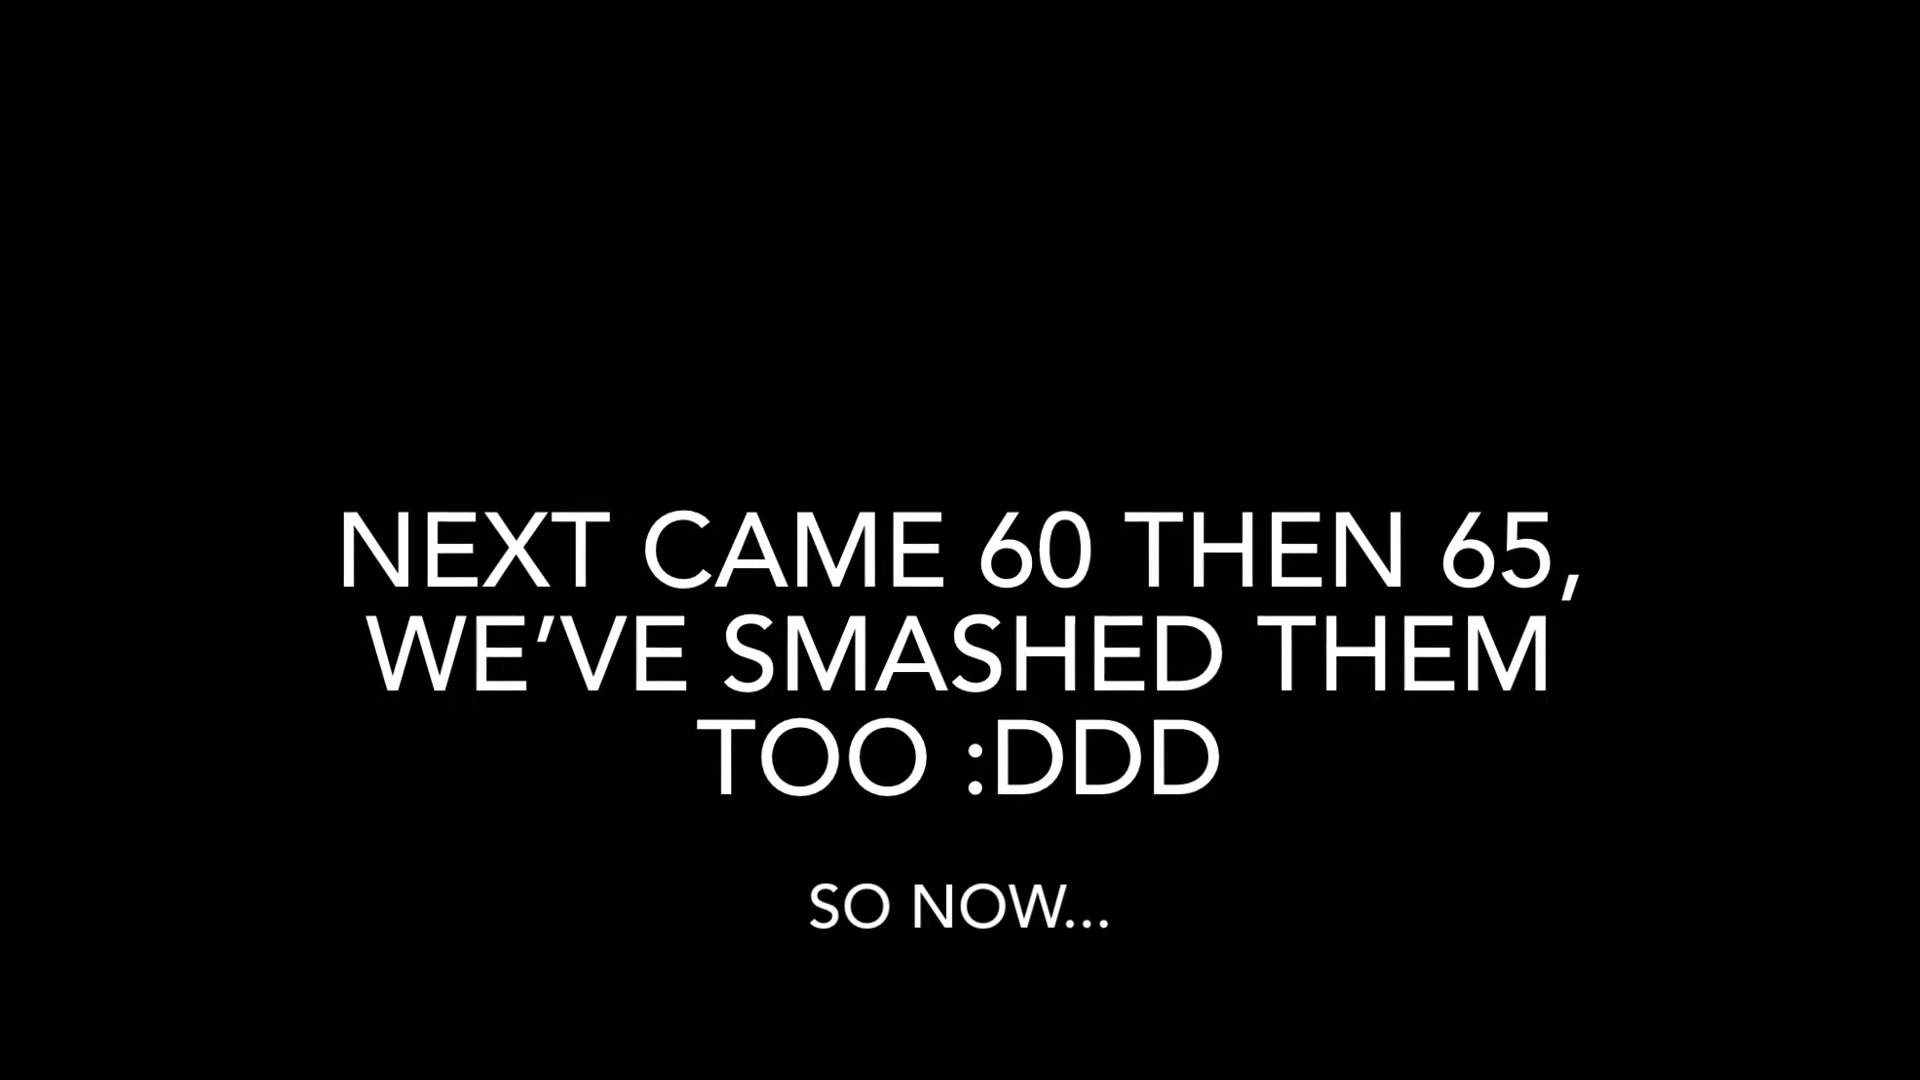 NEXT CAME 60 THEN 65,
WE’VE SMASHED THEM
TOO :DDD
SO NOW...